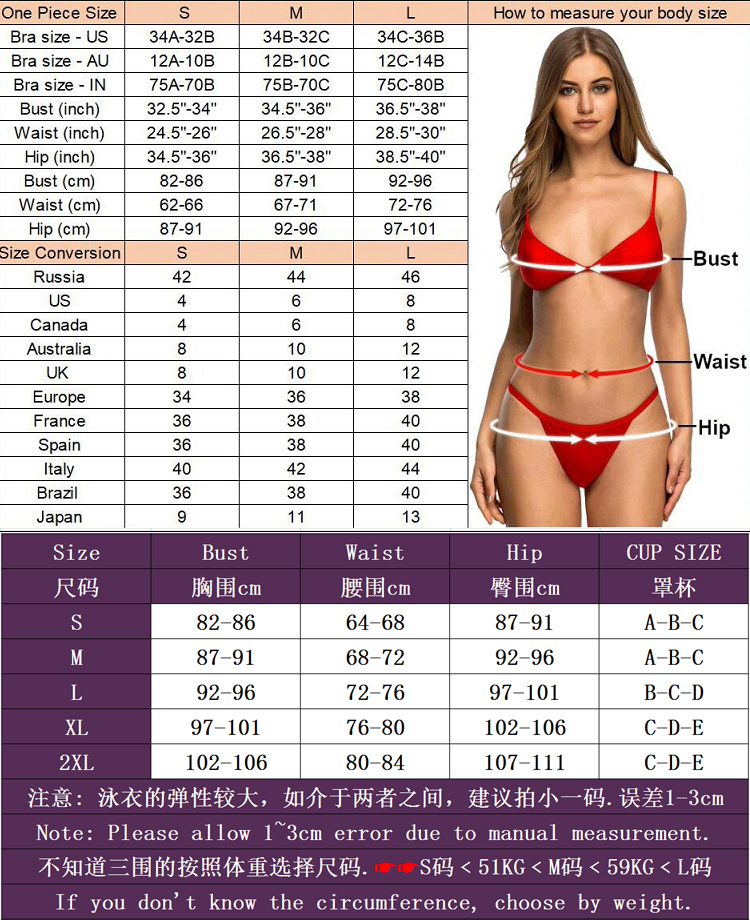 One Piece Size S M L How to measure your body size
Bra size - US 34A-32B 34B-32C 34C-36B
Bra size - AU 12A-10B 12B-10C 12C-14B
Bra size - IN 75A-70B 75B-70C 75C-80B
Bust (inch) 32.5"-34" 34.5"-36" 36.5"-38"
Waist (inch) 24.5"-26" 26.5"-28" 28.5"-30"
Hip (inch) 34.5"-36" 36.5"-38" 38.5"-40"
Bust (cm) 82-86 87-91 92-96
Waist (cm) 62-66 67-71 72-76
Hip (cm) 87-91 92-96 97-101
Size Conversion S M L
Russia 42 44 46
US 4 6 8
Canada 4 6 8
Australia 8 10 12
UK 8 10 12
Europe 34 36 38
France 36 38 40
Spain 36 38 40
Italy 40 42 44
Brazil 36 38 40
Japan 9 11 13
Bust
Waist
Hip
Size Bust Waist Hip CUP SIZE
尺码 胸围cm 腰围cm 臀围cm 罩杯
S 82-86 64-68 87-91 A-B-C
M 87-91 68-72 92-96 A-B-C
L 92-96 72-76 97-101 B-C-D
XL 97-101 76-80 102-106 C-D-E
2XL 102-106 80-84 107-111 C-D-E
注意: 泳衣的弹性较大，如介于两者之间，建议拍小一码.误差1-3cm
Note: Please allow 1~3cm error due to manual measurement.
不知道三围的按照体重选择尺码.☛☛S码<51KG<M码<59KG<L码
If you don't know the circumference, choose by weight.